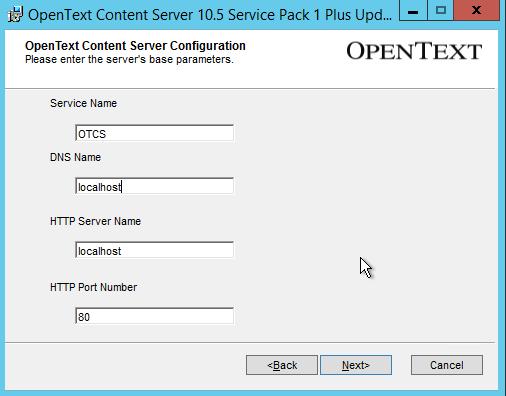 OpenText Content Server 10.5 Service Pack 1 Plus Upd...
OpenText Content Server Configuration
Please enter the server's base parameters.
OPENTEXT
Service Name
OTCS
DNS Name
localhost
HTTP Server Name
localhost
HTTP Port Number
80
<Back Next> Cancel